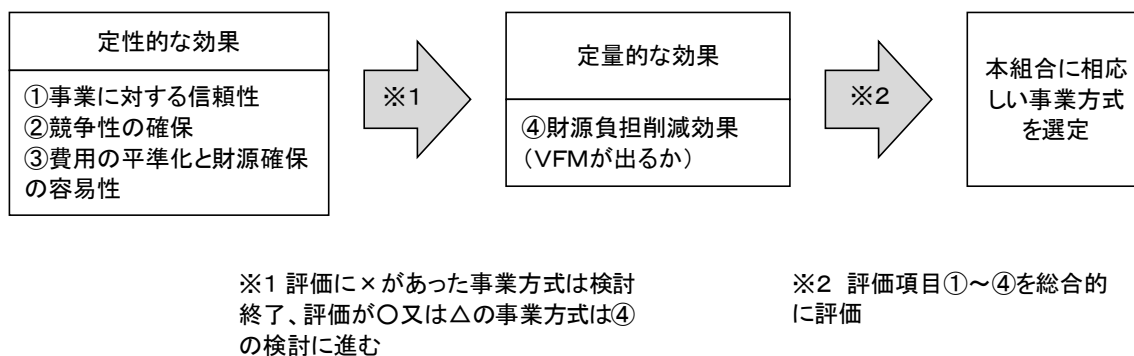 定性的な効果
①事業に対する信頼性
②競争性の確保
③費用の平準化と財源確保
の容易性
※1
定量的な効果
④財源負担削減効果
（VFMが出るか）
※2
本組合に相応
しい事業方式
を選定
※1 評価に×があった事業方式は検討
終了、評価が○又は△の事業方式は④
の検討に進む
※2 評価項目①～④を総合的
に評価